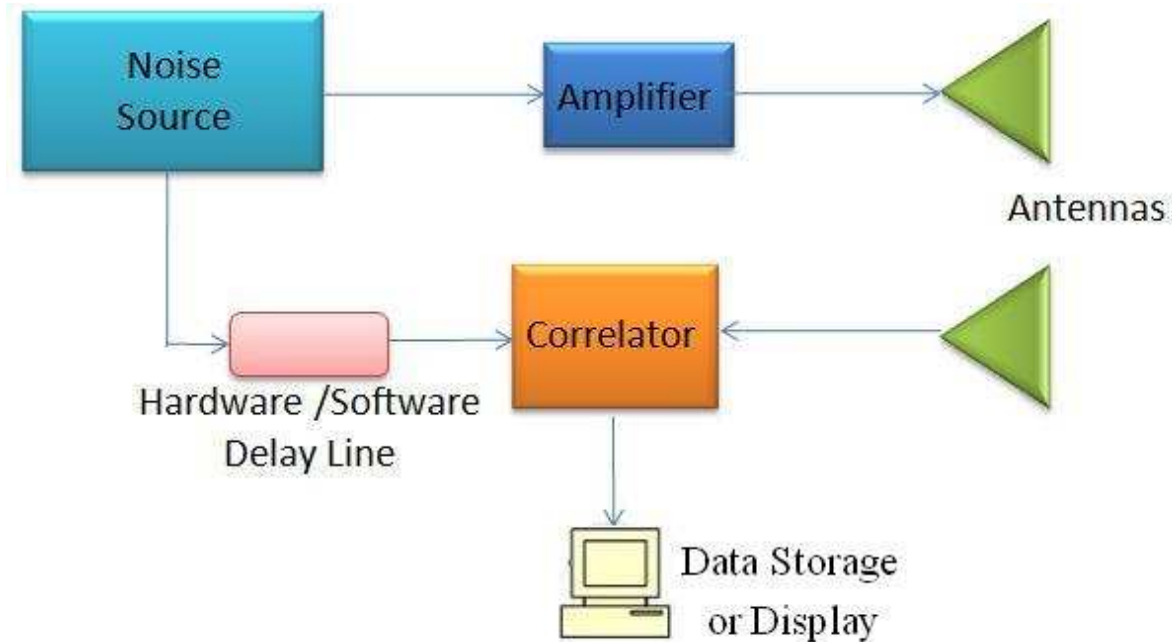 Noise
Source
Amplifier
Antennas
Correlator
Hardware /Software
Delay Line
Data Storage
or Display